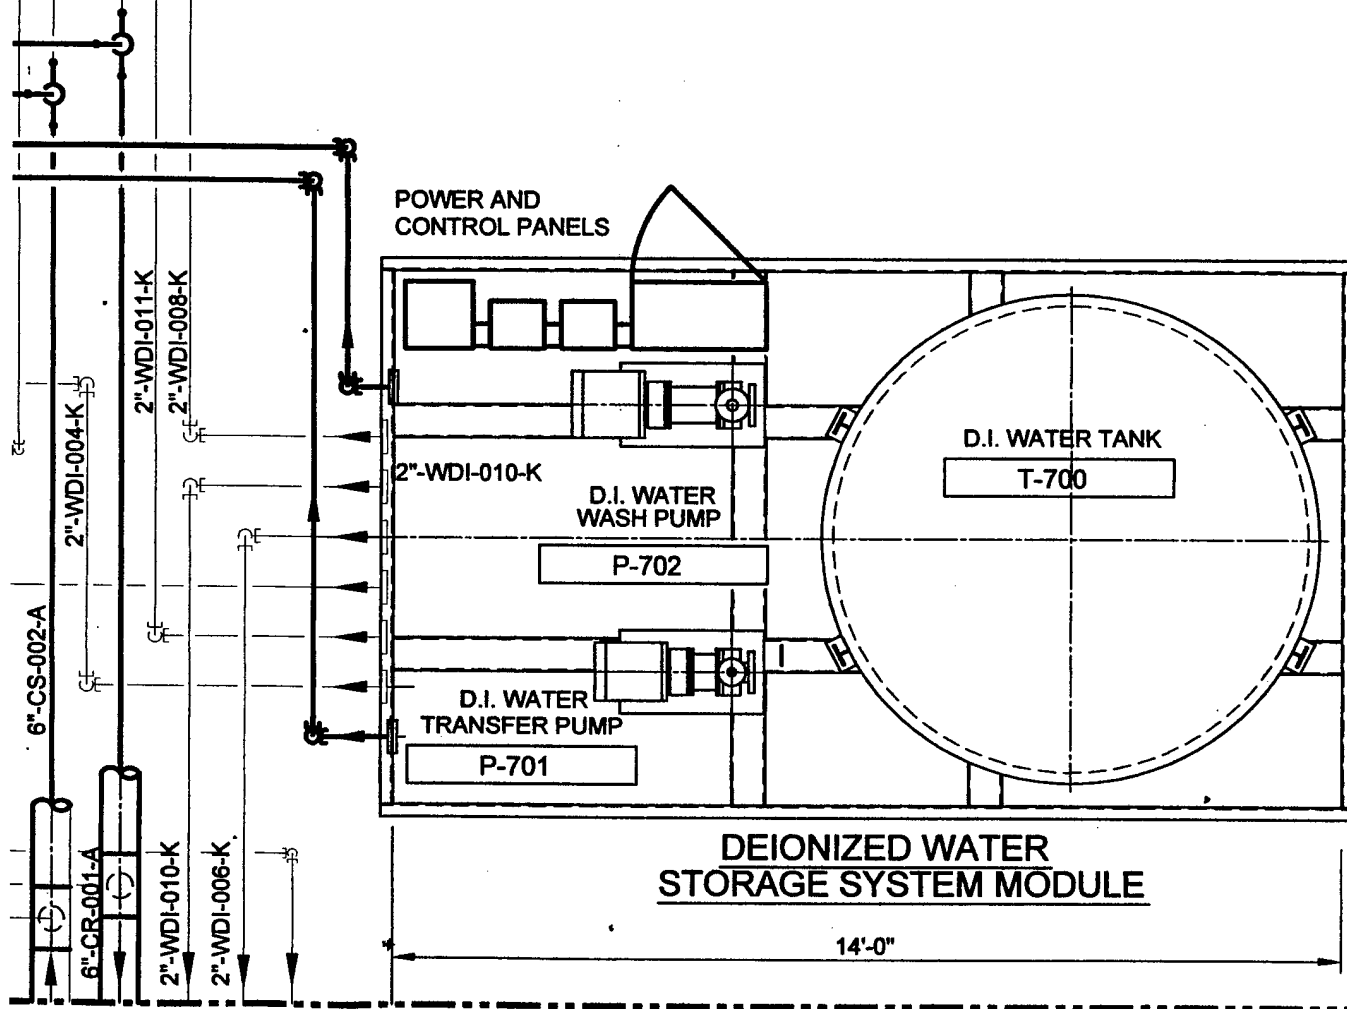 POWER AND
CONTROL PANELS
2"-WDI-011-K
2"-WDI-008-K
2"-WDI-004-K
D.I. WATER TANK
T-700
2"-WDI-010-K
D.I. WATER
WASH PUMP
P-702
6"-CS-002-A
D.I. WATER
TRANSFER PUMP
P-701
6"-CR-001-A
2"-WDI-010-K
2"-WDI-006-K
DEIONIZED WATER
STORAGE SYSTEM MODULE
14'-0"